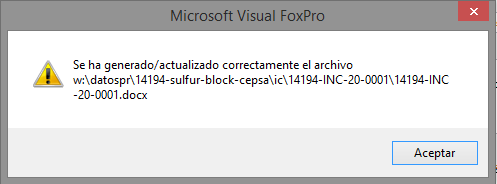 Microsoft Visual FoxPro
Se ha generado/actualizado correctamente el archivo
w:\datospr\14194-sulfur-block-cepsa\ic\14194-INC-20-0001\14194-INC
-20-0001.docx
Aceptar